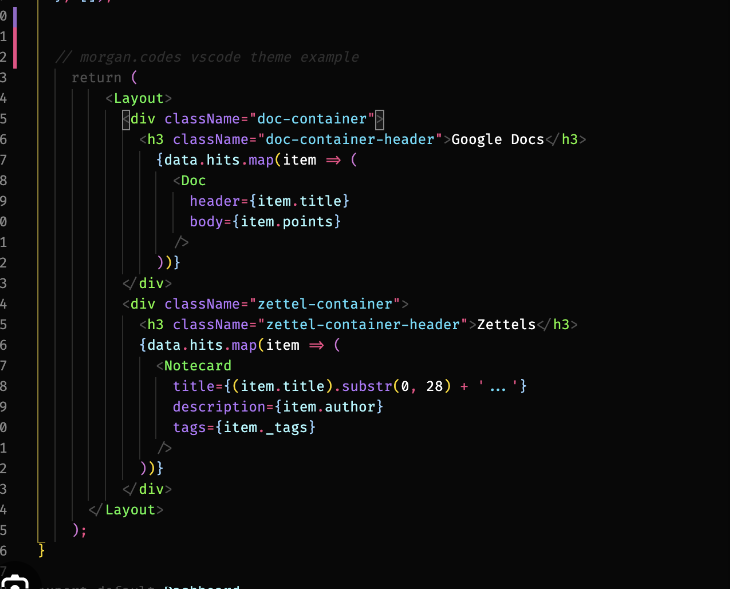 0
1
2 // morgan.codes vscode theme example
3 return (
4 <Layout>
5 <div className="doc-container">
6 <h3 className="doc-container-header">Google Docs</h3>
7 {data.hits.map(item => (
8 <Doc
9 header={item.title}
0 body={item.points}
1 />
2 ))}
3 </div>
4 <div className="zettel-container">
5 <h3 className="zettel-container-header">Zettels</h3>
6 {data.hits.map(item => (
7 <Notecard
8 title={(item.title).substr(0, 28) + '...'}
9 description={item.author}
0 tags={item._tags}
1 />
2 ))}
3 </div>
4 </Layout>
5 );
6 }
7
export default Dashboard